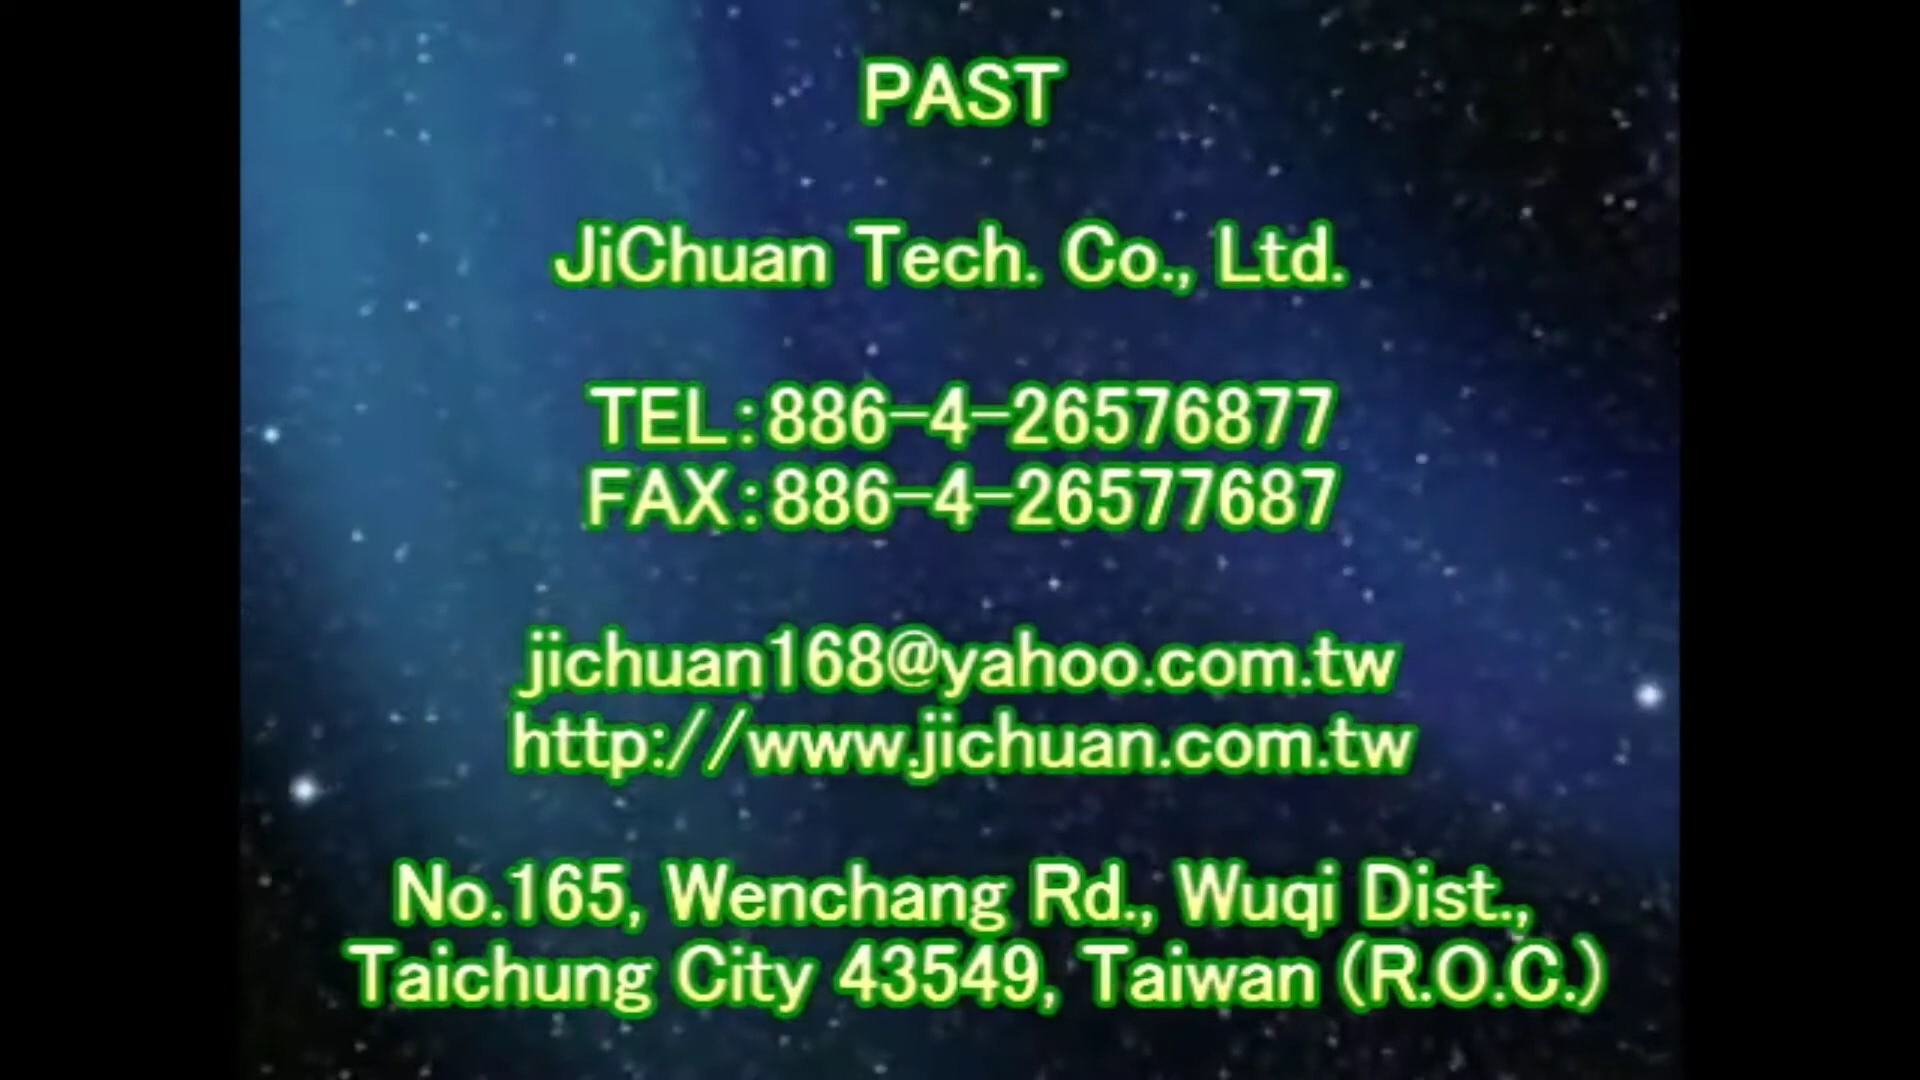 PAST
JiChuan Tech. Co., Ltd.
TEL:886-4-26576877
FAX:886-4-26577687
jichuan168@yahoo.com.tw
http://www.jichuan.com.tw
No.165, Wenchang Rd., Wuqi Dist.,
Taichung City 43549, Taiwan (R.O.C.)